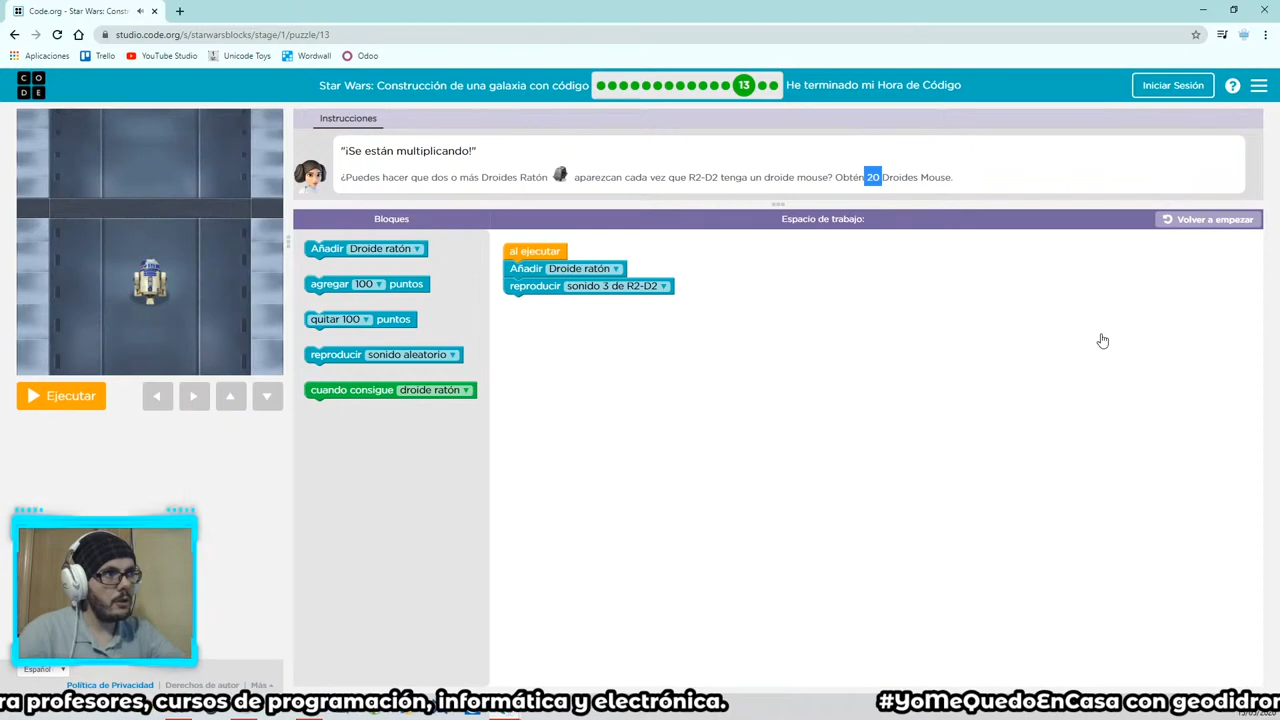 Code.org - Star Wars: Constr
studio.code.org/s/starwarsblocks/stage/1/puzzle/13
Aplicaciones
Trello
YouTube Studio
Unicode Toys
Wordwall
Odoo
C O
D E
Star Wars: Construcción de una galaxia con código
13
He terminado mi Hora de Código
Iniciar Sesión
Instrucciones
"¡Se están multiplicando!"
¿Puedes hacer que dos o más Droides Ratón aparezcan cada vez que R2-D2 tenga un droide mouse? Obtén 20 Droides Mouse.
Bloques
Espacio de trabajo:
Volver a empezar
Añadir Droide ratón
agregar 100 puntos
quitar 100 puntos
reproducir sonido aleatorio
cuando consigue droide ratón
al ejecutar
Añadir Droide ratón
reproducir sonido 3 de R2-D2
Ejecutar
Español
Política de Privacidad
Derechos de autor
Más
ra profesores, cursos de programación, informática y electrónica.
#YoMeQuedoEnCasa con geodidron